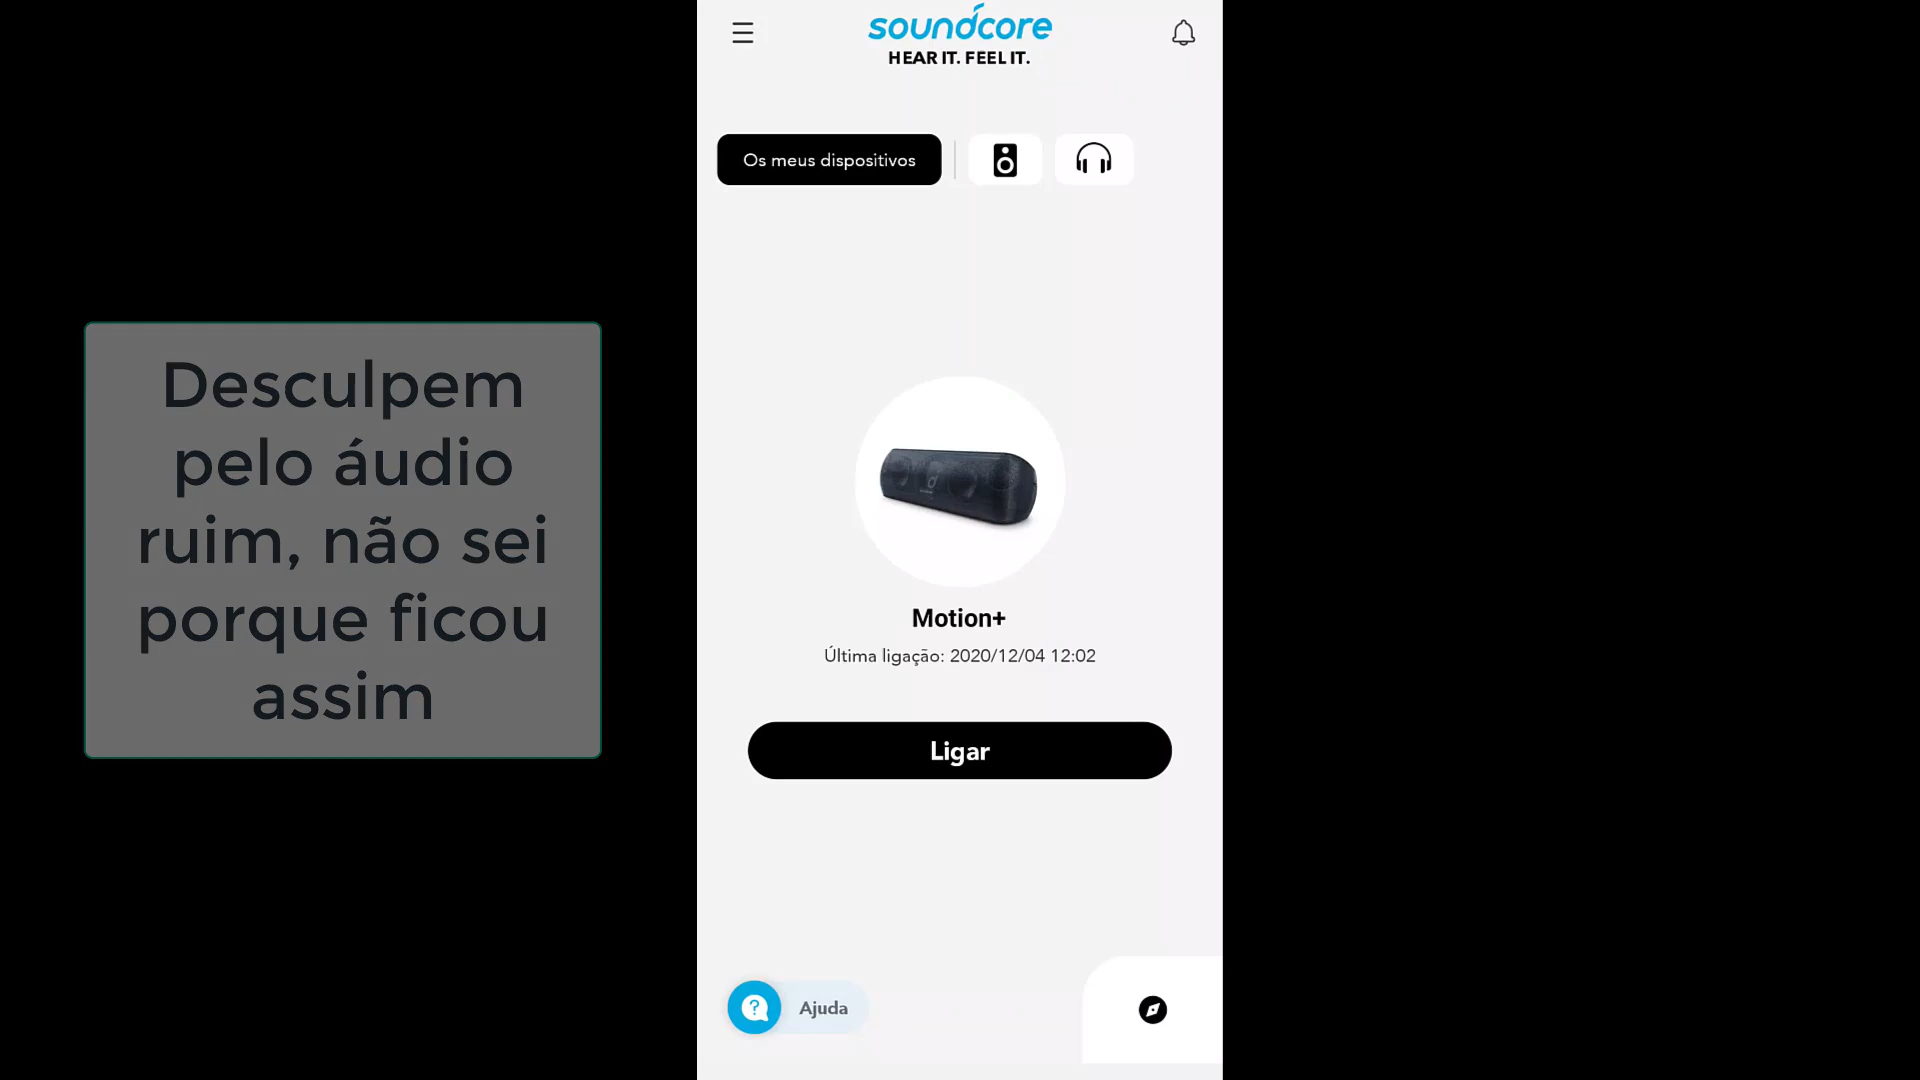 soundcore
HEAR IT. FEEL IT.
Os meus dispositivos
Desculpem
pelo áudio
ruim, não sei
porque ficou
assim
Motion+
Última ligação: 2020/12/04 12:02
Ligar
? Ajuda